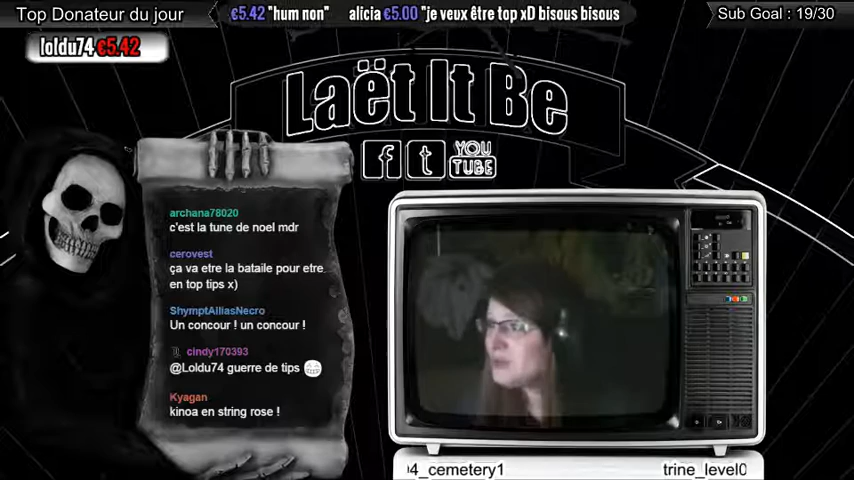 Top Donateur du jour
€5.42 "hum non" alicia €5.00 "je veux être top xD bisous bisous
Sub Goal : 19/30
loldu74 €5.42
Laët It Be
f t YOU
TUBE
archana78020
c'est la tune de noel mdr
cerovest
ça va etre la bataile pour etre
en top tips x)
ShymptAlliasNecro
Un concour ! un concour !
cindy170393
@Loldu74 guerre de tips
Kyagan
kinoa en string rose !
4_cemetery1
trine_level0